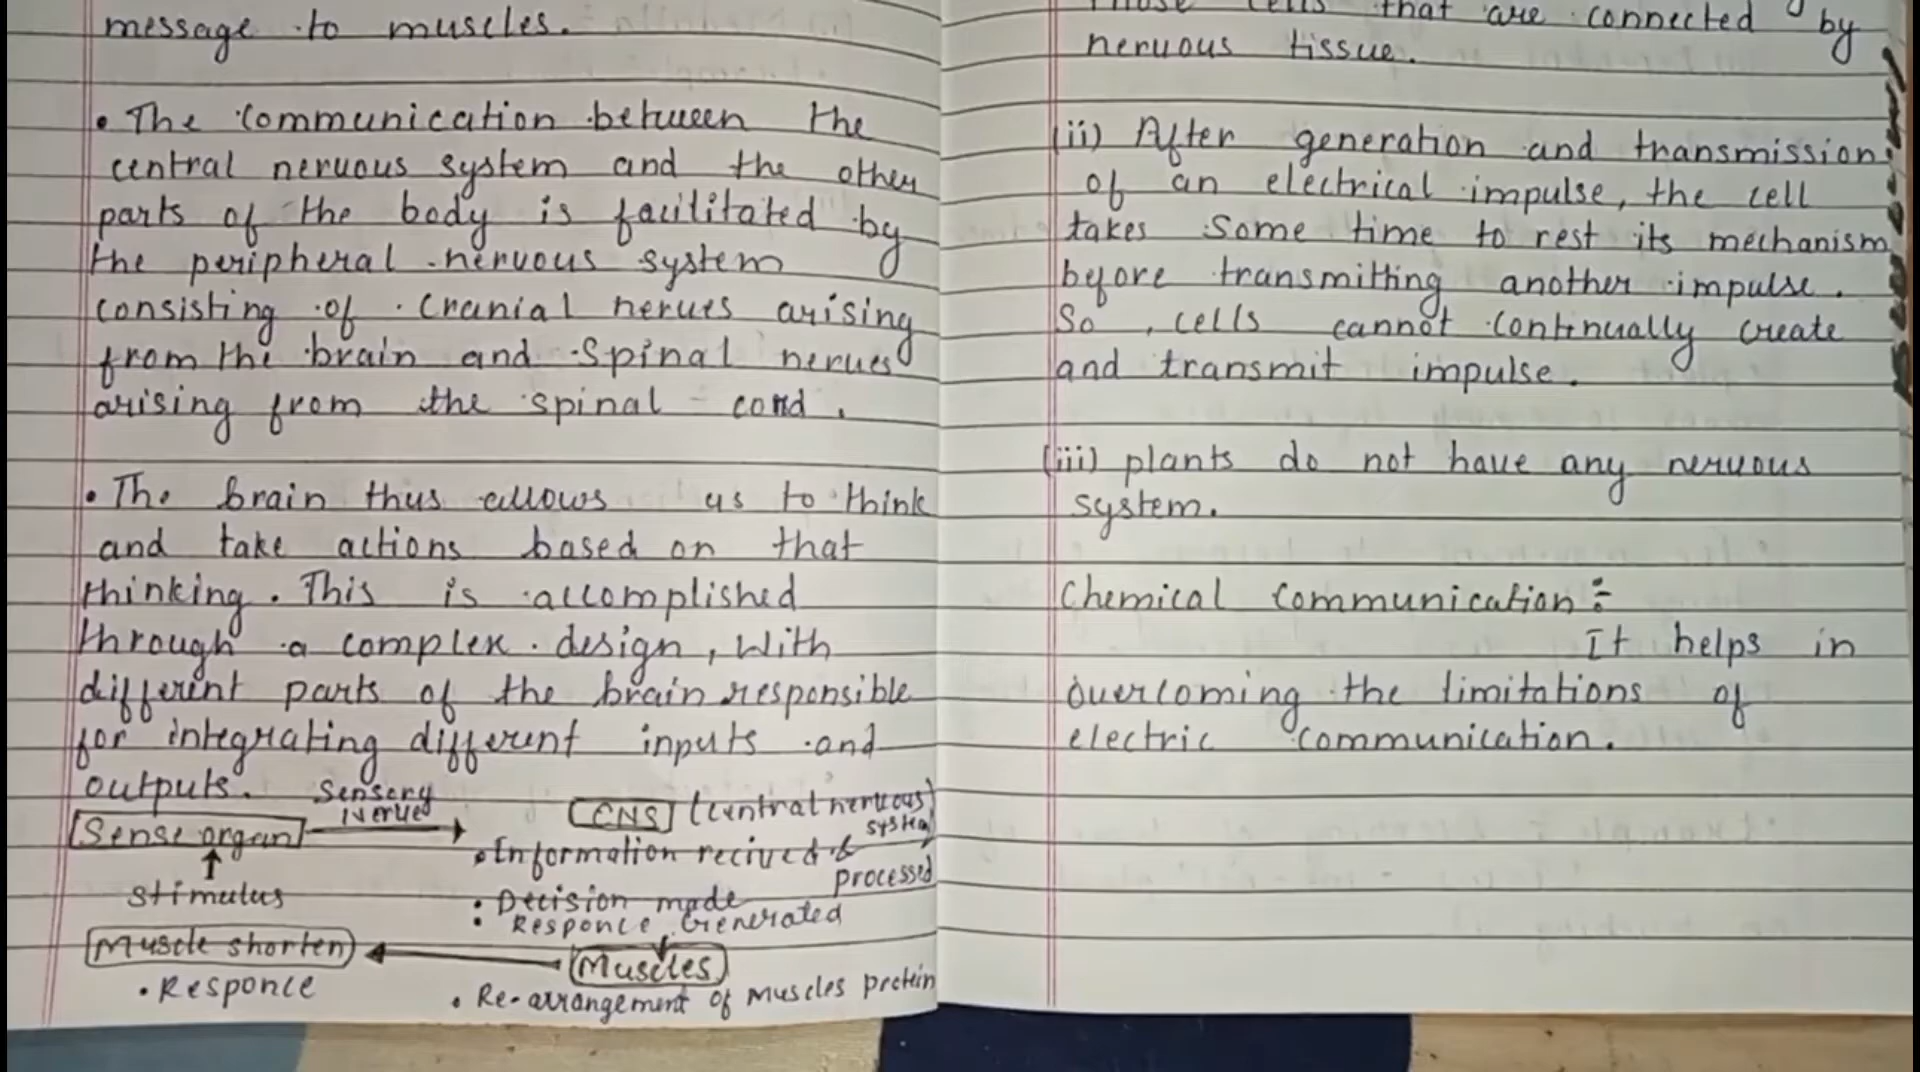 message to muscles.
• The communication between the
central nervous system and the other
parts of the body is facilitated by
the peripheral nervous system
consisting of Cranial nerves arising
from the brain and Spinal nerves
arising from the spinal cord.
• The brain thus allows us to think
and take actions based on that
thinking. This is accomplished
through a complex design, With
different parts of the brain responsible
for integrating different inputs and
outputs.
Sensory
Nerve
Sense organ
Stimulus
CNS (Central nervous
system)
• Information recived &
processed
• Decision made
• Responce Generated
Muscles
• Re-arrangement of Muscles protein
Muscle shorten
• Responce
Those cells that are connected by
nervous tissue.
(ii) After generation and transmission
of an electrical impulse, the cell
takes Some time to rest its mechanism
before transmitting another impulse.
So, cells cannot continually create
and transmit impulse.
(iii) plants do not have any nervous
system.
Chemical Communication :-
It helps in
overcoming the limitations of
electric communication.